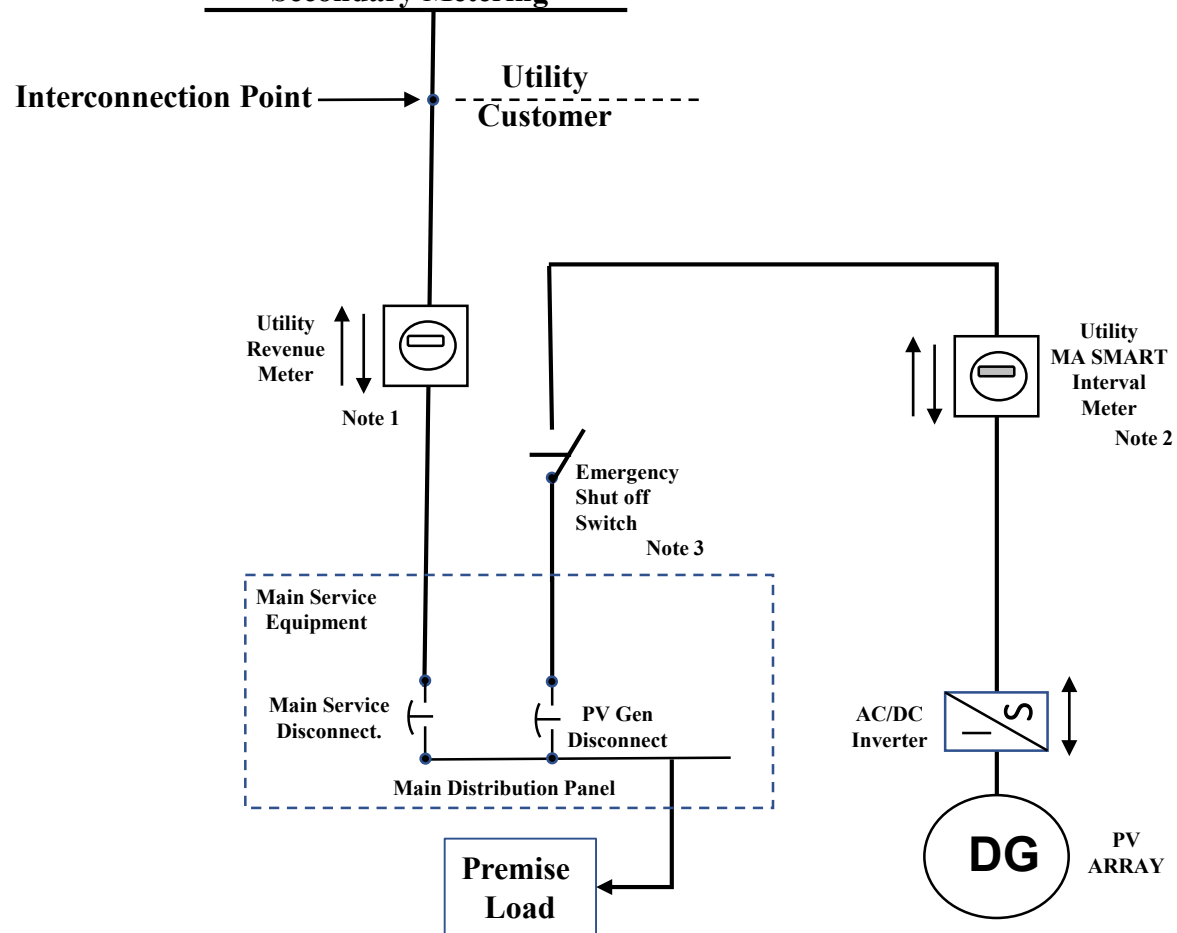 Secondary Metering
Interconnection Point
Utility
Customer
Utility
Revenue
Meter
Note 1
Utility
MA SMART
Interval
Meter
Note 2
Emergency
Shut off
Switch
Note 3
Main Service
Equipment
Main Service
Disconnect.
PV Gen
Disconnect
AC/DC
Inverter
Main Distribution Panel
Premise
Load
DG
PV
ARRAY